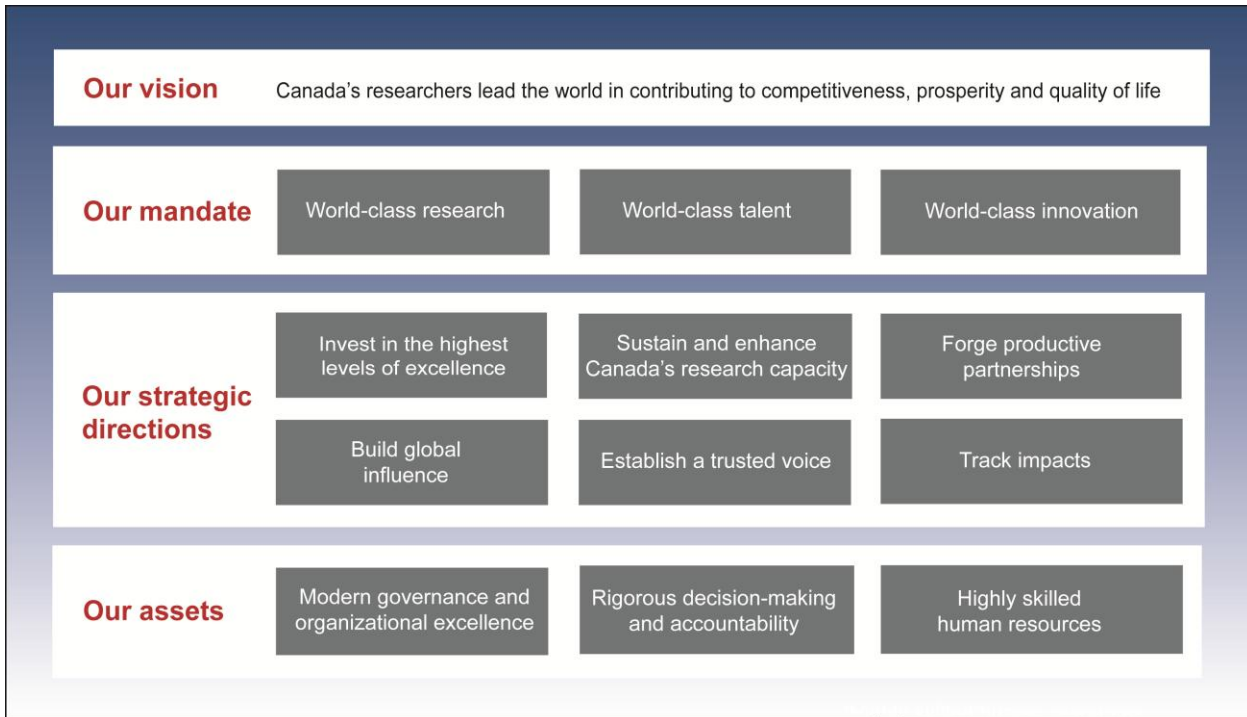 Our vision
Canada’s researchers lead the world in contributing to competitiveness, prosperity and quality of life
Our mandate
World-class research
World-class talent
World-class innovation
Our strategic
directions
Invest in the highest
levels of excellence
Sustain and enhance
Canada’s research capacity
Forge productive
partnerships
Build global
influence
Establish a trusted voice
Track impacts
Our assets
Modern governance and
organizational excellence
Rigorous decision-making
and accountability
Highly skilled
human resources